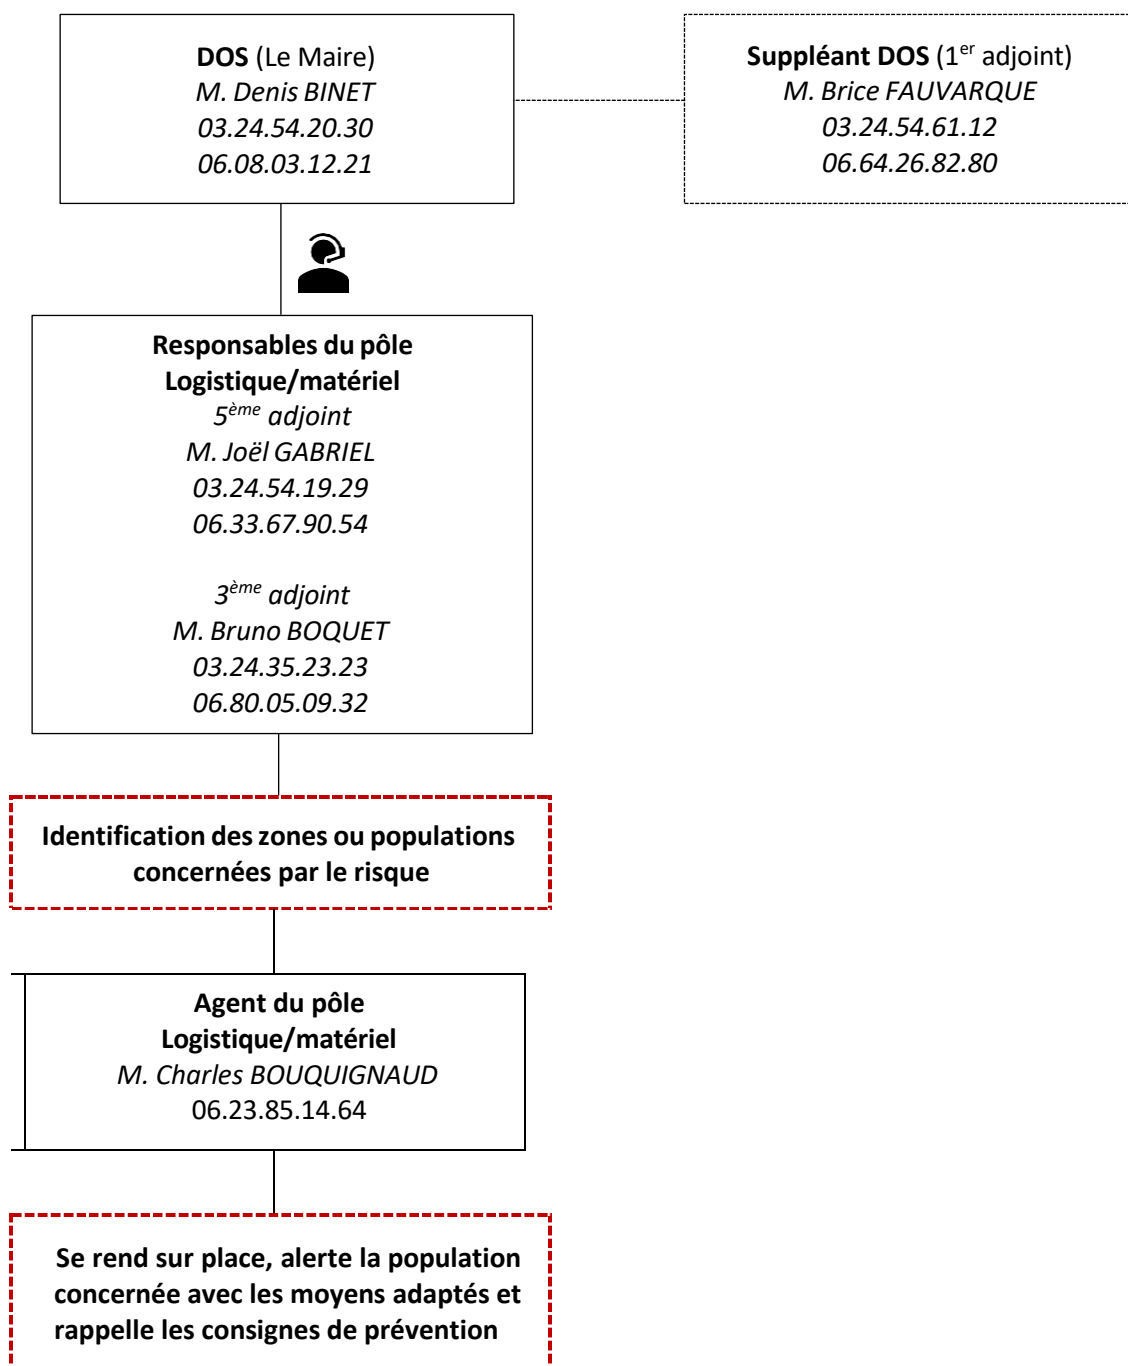 DOS (Le Maire)
M. Denis BINET
03.24.54.20.30
06.08.03.12.21
Suppléant DOS (1er adjoint)
M. Brice FAUVARQUE
03.24.54.61.12
06.64.26.82.80
Responsables du pôle
Logistique/matériel
5ème adjoint
M. Joël GABRIEL
03.24.54.19.29
06.33.67.90.54
3ème adjoint
M. Bruno BOQUET
03.24.35.23.23
06.80.05.09.32
Identification des zones ou populations
concernées par le risque
Agent du pôle
Logistique/matériel
M. Charles BOUQUIGNAUD
06.23.85.14.64
Se rend sur place, alerte la population
concernée avec les moyens adaptés et
rappelle les consignes de prévention